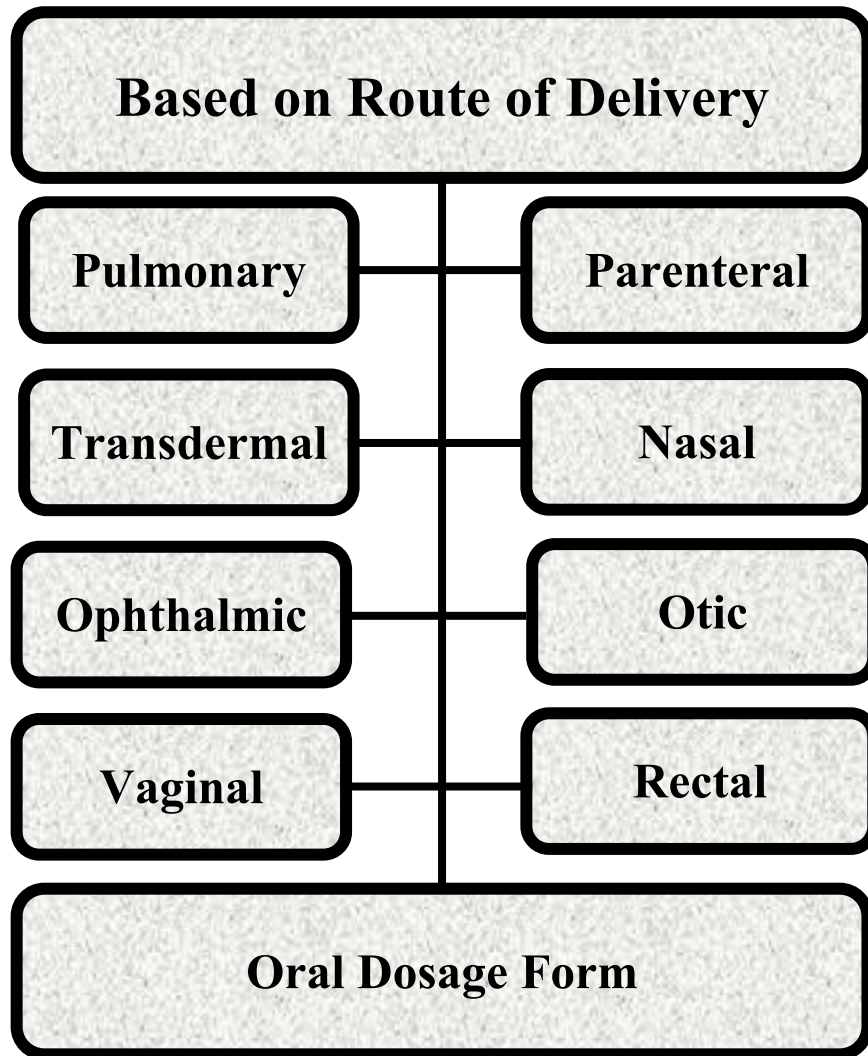 Based on Route of Delivery
Pulmonary
Parenteral
Transdermal
Nasal
Ophthalmic
Otic
Vaginal
Rectal
Oral Dosage Form